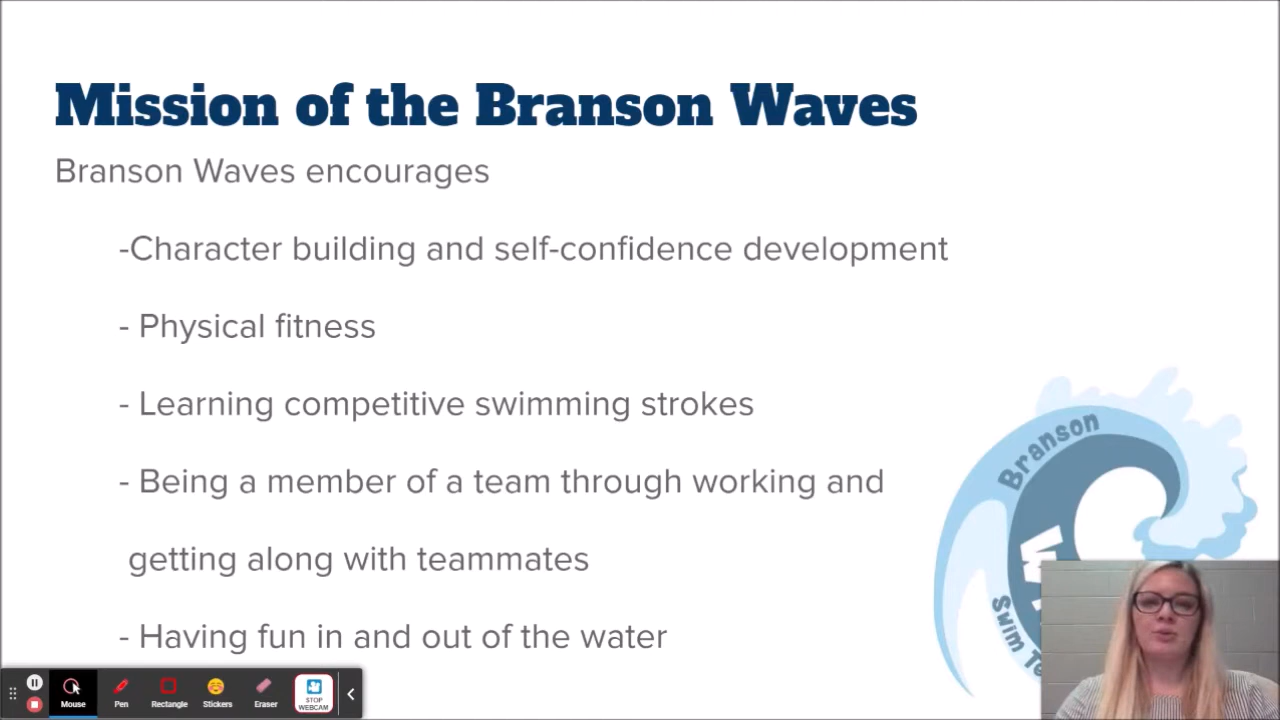 Mission of the Branson Waves
Branson Waves encourages
-Character building and self-confidence development
- Physical fitness
- Learning competitive swimming strokes
- Being a member of a team through working and
getting along with teammates
- Having fun in and out of the water
Branson
Swim
Mouse
Pen
Rectangle
Stickers
Eraser
STOP
WEBCAM